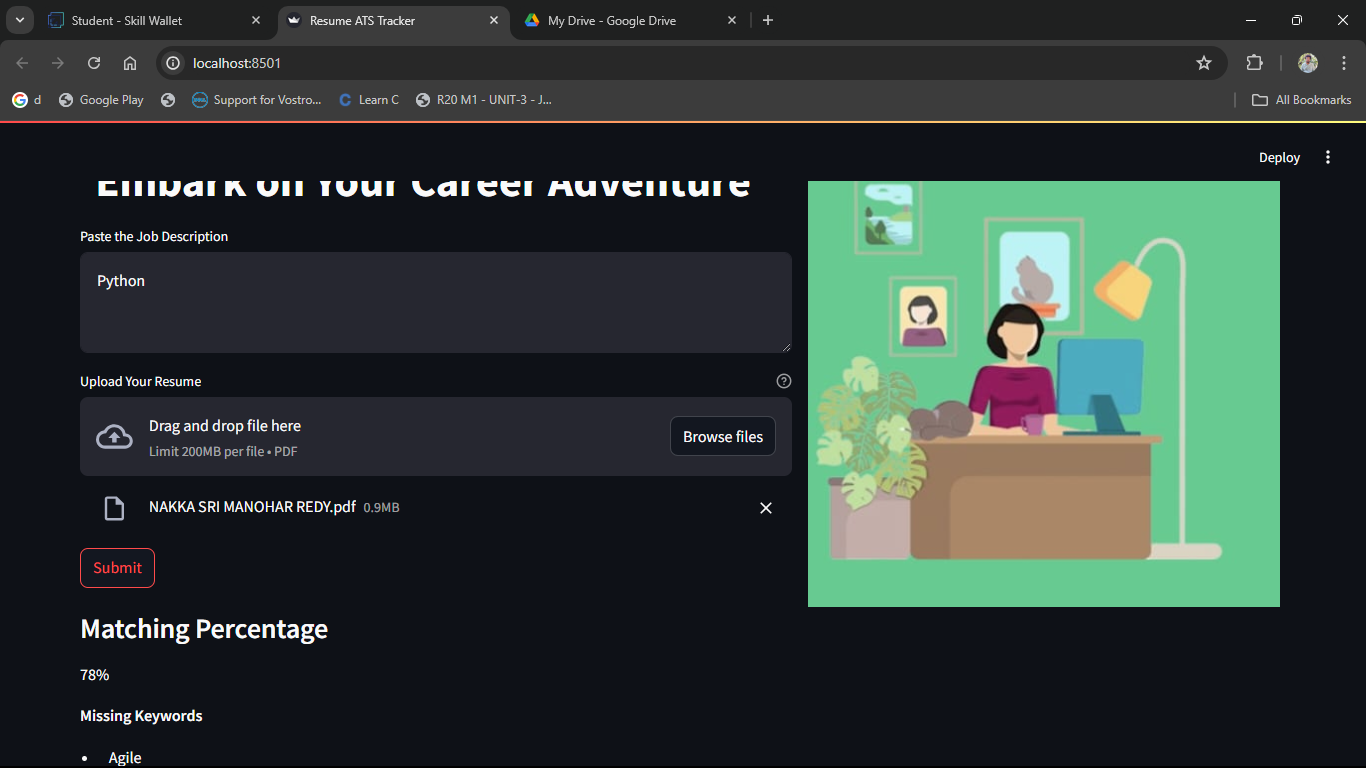 Student - Skill Wallet
Resume ATS Tracker
My Drive - Google Drive
localhost:8501
d
Google Play
Support for Vostro...
Learn C
R20 M1 - UNIT-3 - J...
All Bookmarks
Deploy
Embark on Your Career Adventure
Paste the Job Description
Python
Upload Your Resume
Drag and drop file here
Limit 200MB per file • PDF
Browse files
NAKKA SRI MANOHAR REDY.pdf 0.9MB
Submit
Matching Percentage
78%
Missing Keywords
• Agile